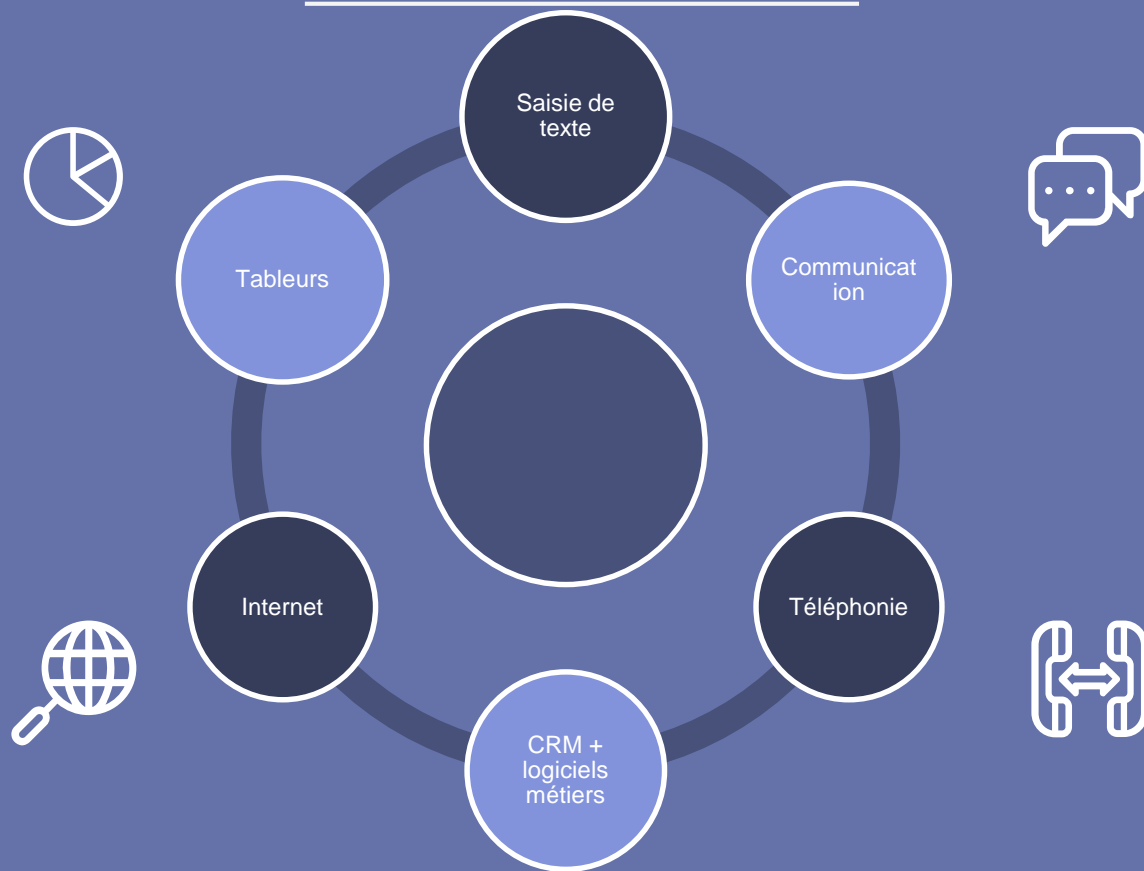 Saisie de
texte
Communicat
ion
Téléphonie
CRM +
logiciels
métiers
Internet
Tableurs